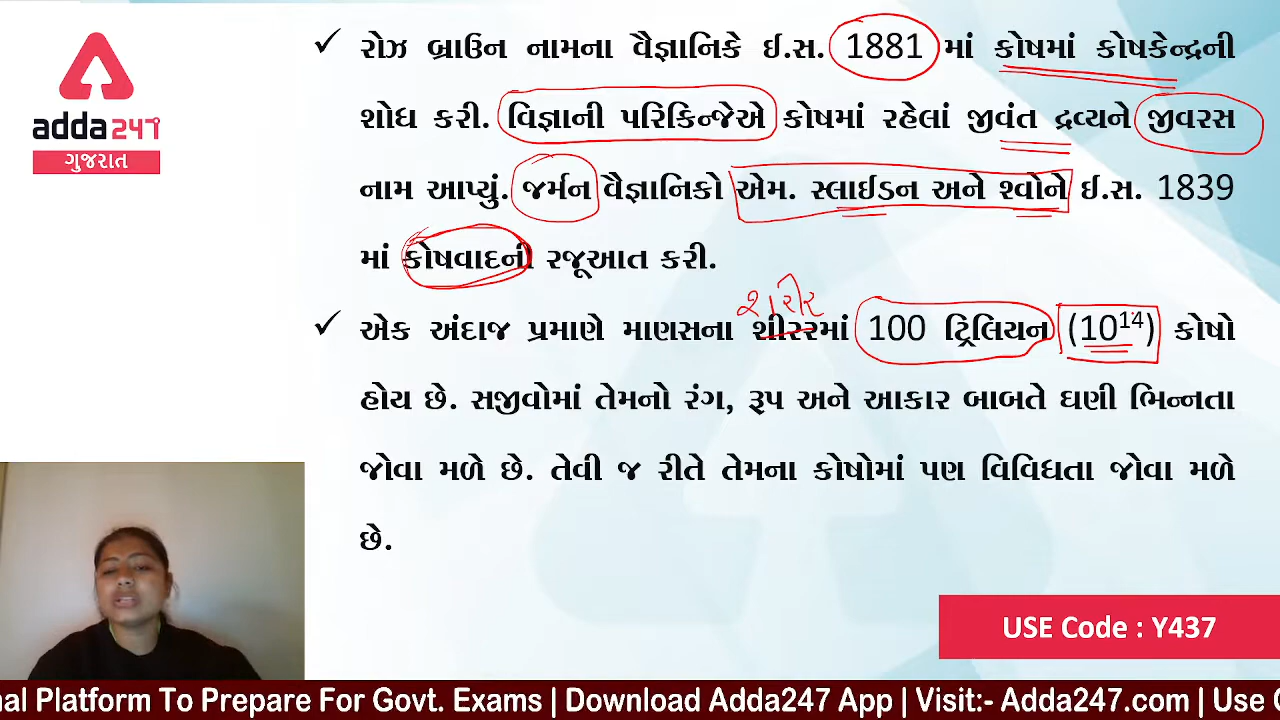 adda247
ગુજરાત
✓ રોઝ બ્રાઉન નામના વૈજ્ઞાનિકે ઈ.સ. 1881 માં કોષમાં કોષકેન્દ્રની
શોધ કરી. વિજ્ઞાની પરિકિન્જેએ કોષમાં રહેલાં જીવંત દ્રવ્યને જીવરસ
નામ આપ્યું. જર્મન વૈજ્ઞાનિકો એમ. સ્લાઈડન અને શ્વોને ઈ.સ. 1839
માં કોષવાદની રજૂઆત કરી.
શરીર
✓ એક અંદાજ પ્રમાણે માણસના શીરરમાં 100 ટ્રિલિયન (10¹⁴) કોષો
હોય છે. સજીવોમાં તેમનો રંગ, રૂપ અને આકાર બાબતે ઘણી ભિન્નતા
જોવા મળે છે. તેવી જ રીતે તેમના કોષોમાં પણ વિવિધતા જોવા મળે
છે.
USE Code : Y437
nal Platform To Prepare For Govt. Exams | Download Adda247 App | Visit:- Adda247.com | Use